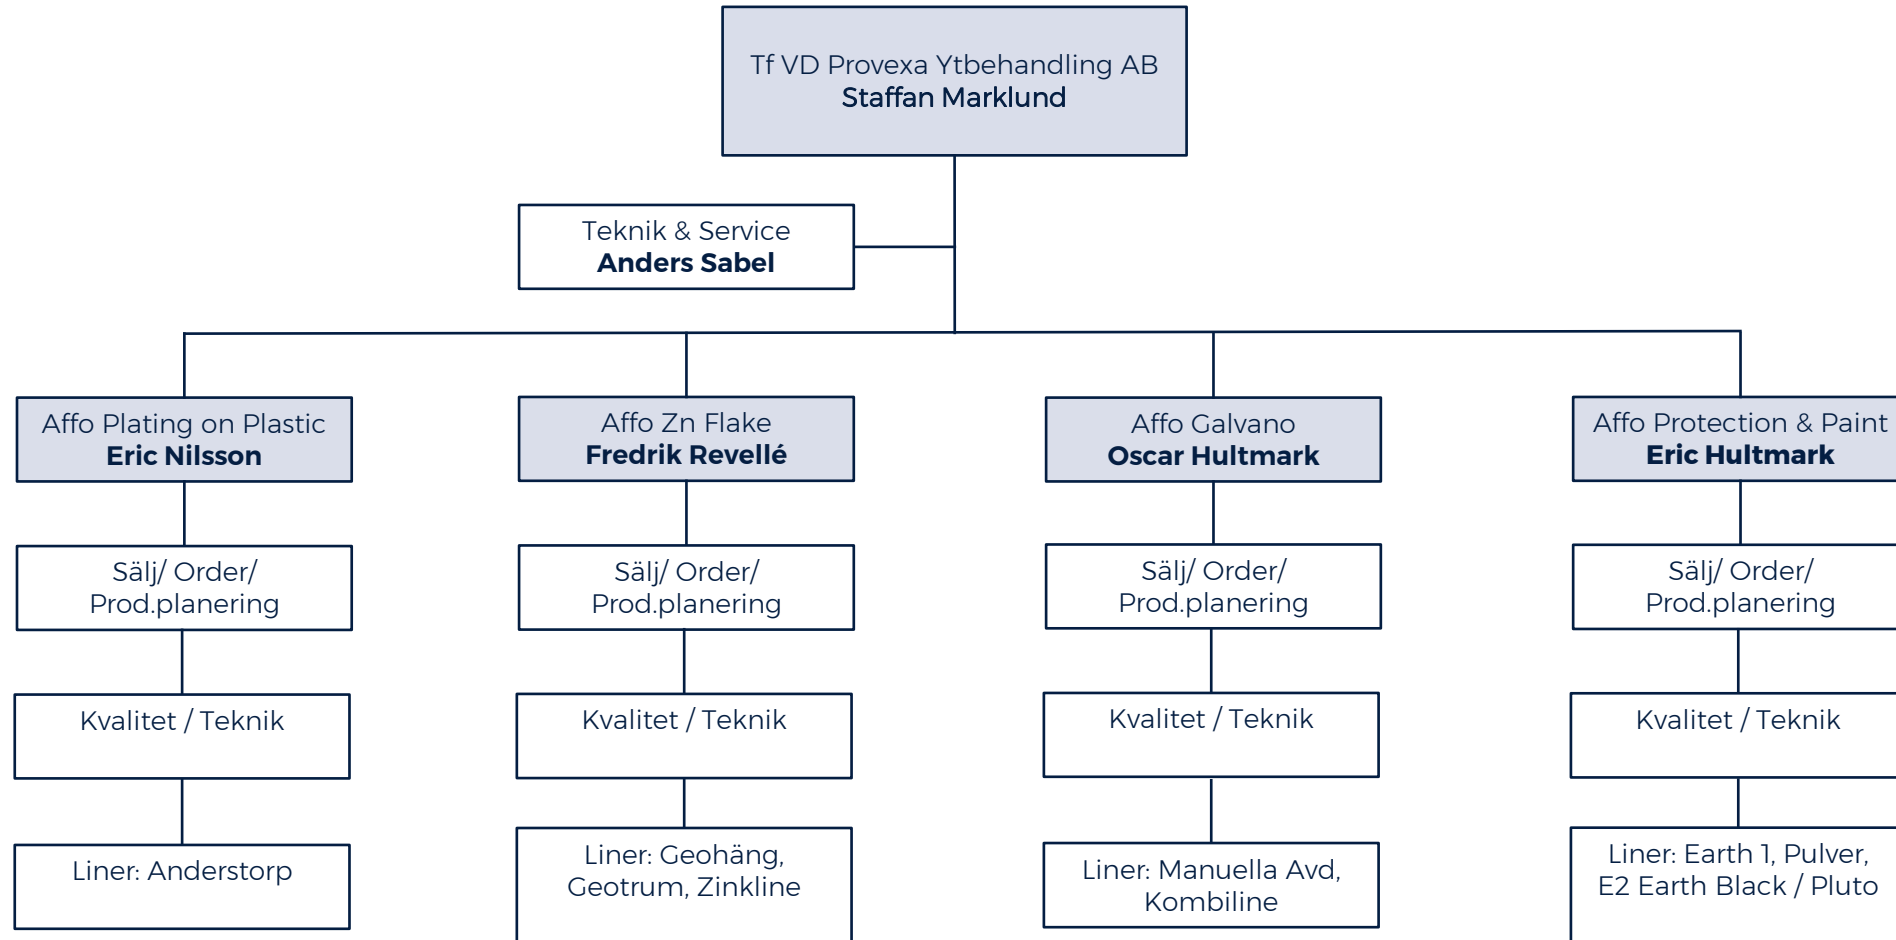 Tf VD Provexa Ytbehandling AB
Staffan Marklund
Teknik & Service
Anders Sabel
Affo Plating on Plastic
Eric Nilsson
Affo Zn Flake
Fredrik Revellé
Affo Galvano
Oscar Hultmark
Affo Protection & Paint
Eric Hultmark
Sälj/ Order/
Prod.planering
Sälj/ Order/
Prod.planering
Sälj/ Order/
Prod.planering
Sälj/ Order/
Prod.planering
Kvalitet / Teknik
Kvalitet / Teknik
Kvalitet / Teknik
Kvalitet / Teknik
Liner: Anderstorp
Liner: Geohäng,
Geotrum, Zinkline
Liner: Manuella Avd,
Kombiline
Liner: Earth 1, Pulver,
E2 Earth Black / Pluto